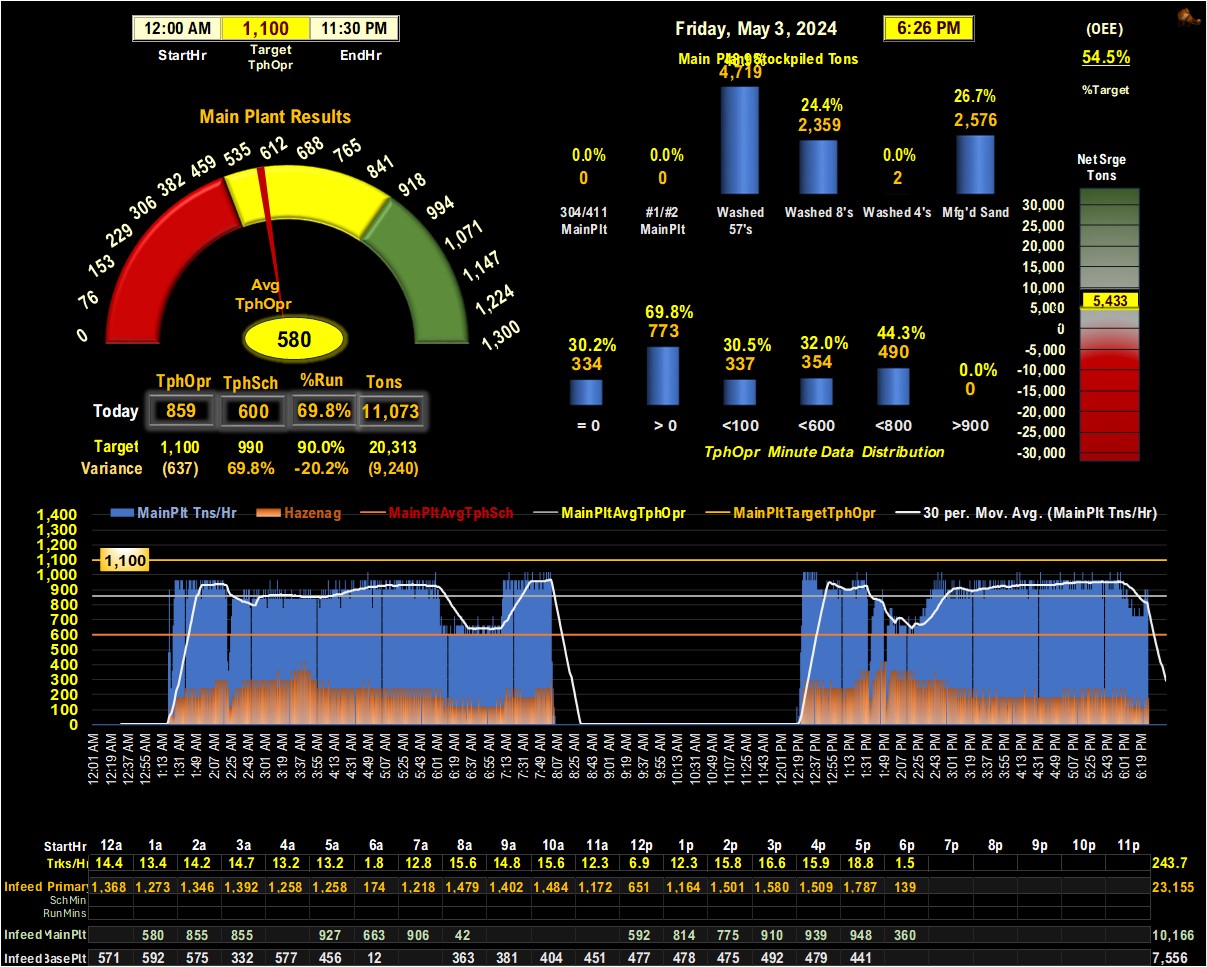 12:00 AM 1,100 11:30 PM
StartHr Target TphOpr EndHr
Friday, May 3, 2024 6:26 PM
(OEE)
54.5%
%Target
Main Plant Stockpiled Tons
4,719
24.4% 26.7%
2,359 2,576
0.0% 0.0% 0.0%
0 0 2
304/411 MainPlt #1/#2 MainPlt Washed 57's Washed 8's Washed 4's Mfg'd Sand
Main Plant Results
0 76 153 229 306 382 459 535 612 688 765 841 918 994 1,071 1,147 1,224 1,300
Avg
TphOpr
580
TphOpr TphSch %Run Tons
Today 859 600 69.8% 11,073
Target 1,100 990 90.0% 20,313
Variance (637) 69.8% -20.2% (9,240)
30.2% 69.8% 30.5% 32.0% 44.3% 0.0%
334 773 337 354 490 0
= 0 > 0 <100 <600 <800 >900
TphOpr Minute Data Distribution
Net Srge
Tons
30,000
25,000
20,000
15,000
10,000
5,000
5,433
0
-5,000
-10,000
-15,000
-20,000
-25,000
-30,000
MainPlt Tns/Hr Hazenag MainPltAvgTphSch MainPltAvgTphOpr MainPltTargetTphOpr 30 per. Mov. Avg. (MainPlt Tns/Hr)
1,400
1,300
1,200
1,100
1,100
1,000
900
800
700
600
500
400
300
200
100
0
12:01 AM 12:19 AM 12:37 AM 12:55 AM 1:13 AM 1:31 AM 1:49 AM 2:07 AM 2:25 AM 2:43 AM 3:01 AM 3:19 AM 3:37 AM 3:55 AM 4:13 AM 4:31 AM 4:49 AM 5:07 AM 5:25 AM 5:43 AM 6:01 AM 6:19 AM 6:37 AM 6:55 AM 7:13 AM 7:31 AM 7:49 AM 8:07 AM 8:25 AM 8:43 AM 9:01 AM 9:19 AM 9:37 AM 9:55 AM 10:13 AM 10:31 AM 10:49 AM 11:07 AM 11:25 AM 11:43 AM 12:01 PM 12:19 PM 12:37 PM 12:55 PM 1:13 PM 1:31 PM 1:49 PM 2:07 PM 2:25 PM 2:43 PM 3:01 PM 3:19 PM 3:37 PM 3:55 PM 4:13 PM 4:31 PM 4:49 PM 5:07 PM 5:25 PM 5:43 PM 6:01 PM 6:19 PM
StartHr 12a 1a 2a 3a 4a 5a 6a 7a 8a 9a 10a 11a 12p 1p 2p 3p 4p 5p 6p 7p 8p 9p 10p 11p
Trks/Hr 14.4 13.4 14.2 14.7 13.2 13.2 1.8 12.8 15.6 14.8 15.6 12.3 6.9 12.3 15.8 16.6 15.9 18.8 1.5 243.7
Infeed Primary 1,368 1,273 1,346 1,392 1,258 1,258 174 1,218 1,479 1,402 1,484 1,172 651 1,164 1,501 1,580 1,509 1,787 139 23,155
SchMin
RunMins
Infeed MainPlt 580 855 855 927 663 906 42 592 814 775 910 939 948 360 10,166
Infeed BasePlt 571 592 575 332 577 456 12 363 381 404 451 477 478 475 492 479 441 7,556